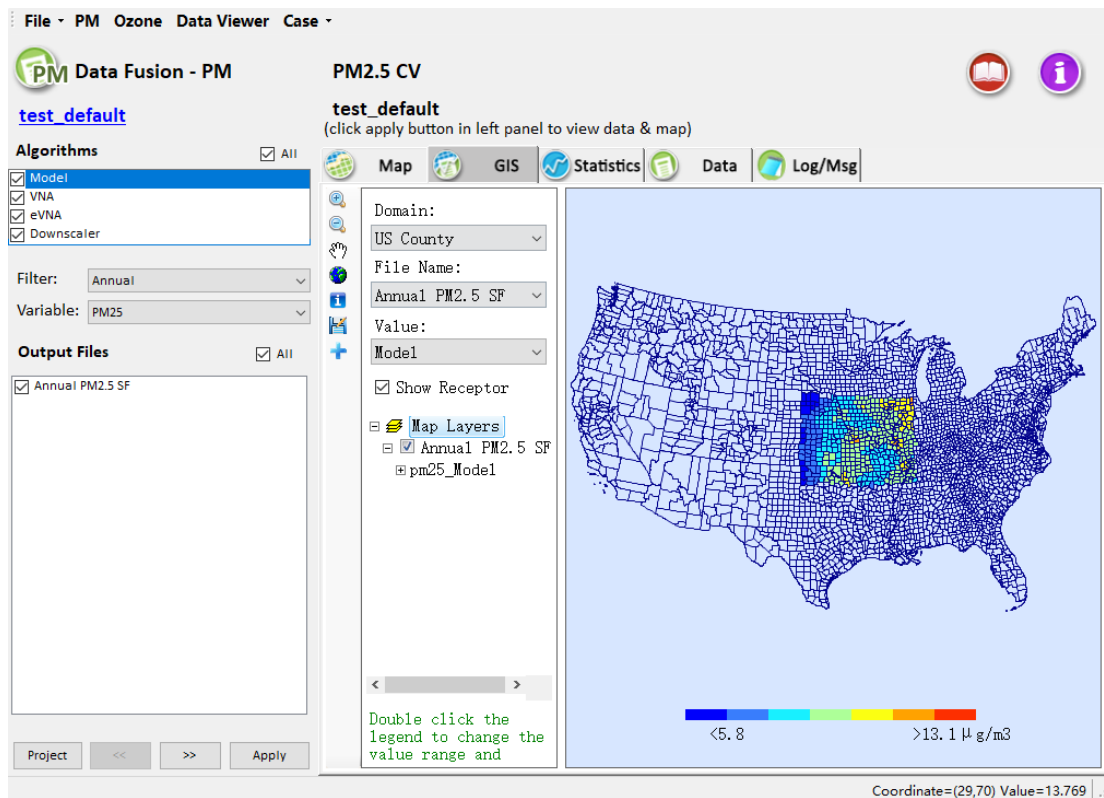 File PM Ozone Data Viewer Case
PM Data Fusion - PM
PM2.5 CV
test_default
test_default
(click apply button in left panel to view data & map)
Algorithms
All
Model
VNA
eVNA
Downscaler
Filter: Annual
Variable: PM25
Output Files
All
Annual PM2.5 SF
Project << >> Apply
Map GIS Statistics Data Log/Msg
Domain:
US County
File Name:
Annual PM2.5 SF
Value:
Model
Show Receptor
Map Layers
Annual PM2.5 SF
pm25_Model
Double click the
legend to change the
value range and
<5.8 >13.1μg/m3
Coordinate=(29,70) Value=13.769